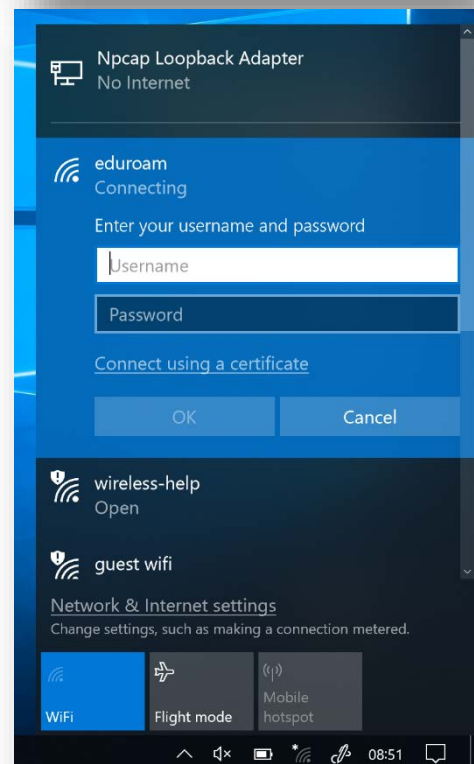 Npcap Loopback Adapter
No Internet
eduroam
Connecting
Enter your username and password
Username
Password
Connect using a certificate
OK
Cancel
wireless-help
Open
guest wifi
Network & Internet settings
Change settings, such as making a connection metered.
WiFi
Flight mode
Mobile
hotspot
08:51